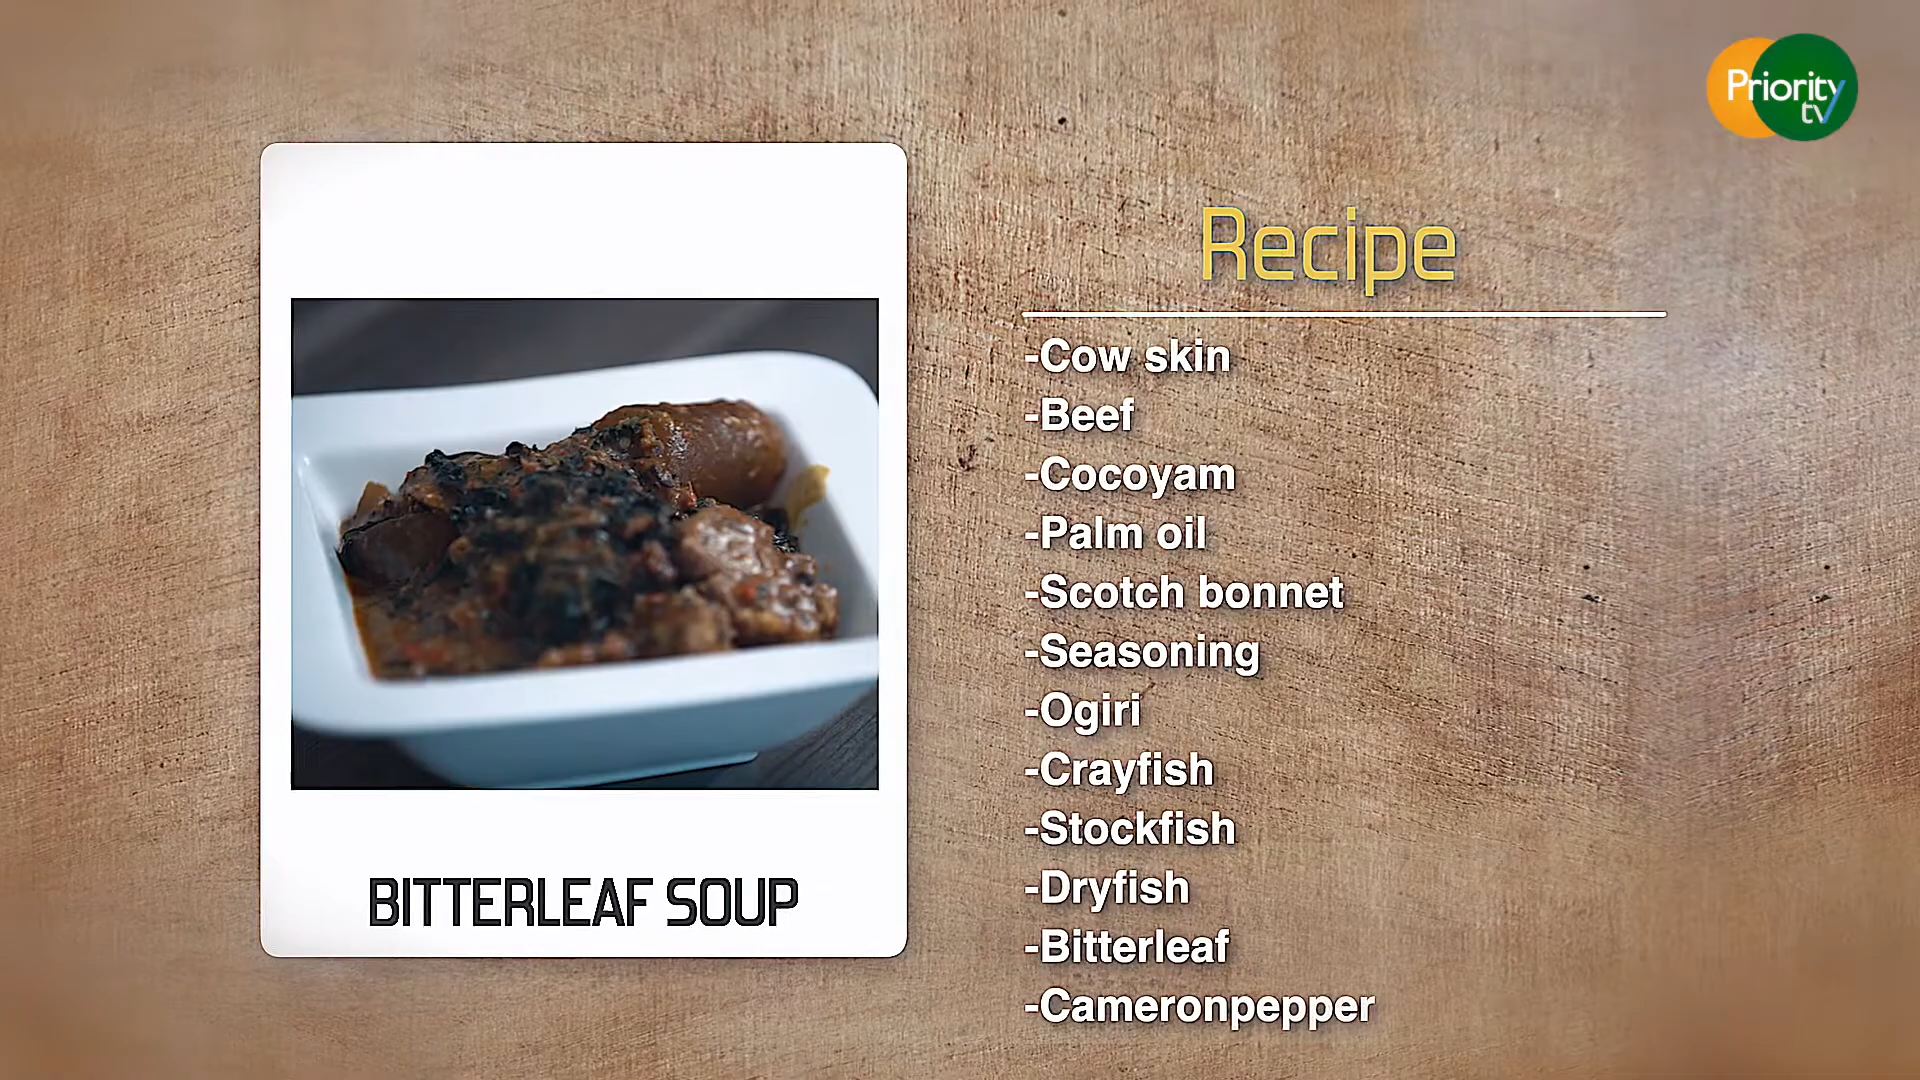 Priority
tv
Recipe
-Cow skin
-Beef
-Cocoyam
-Palm oil
-Scotch bonnet
-Seasoning
-Ogiri
-Crayfish
-Stockfish
-Dryfish
-Bitterleaf
-Cameronpepper
BITTERLEAF SOUP